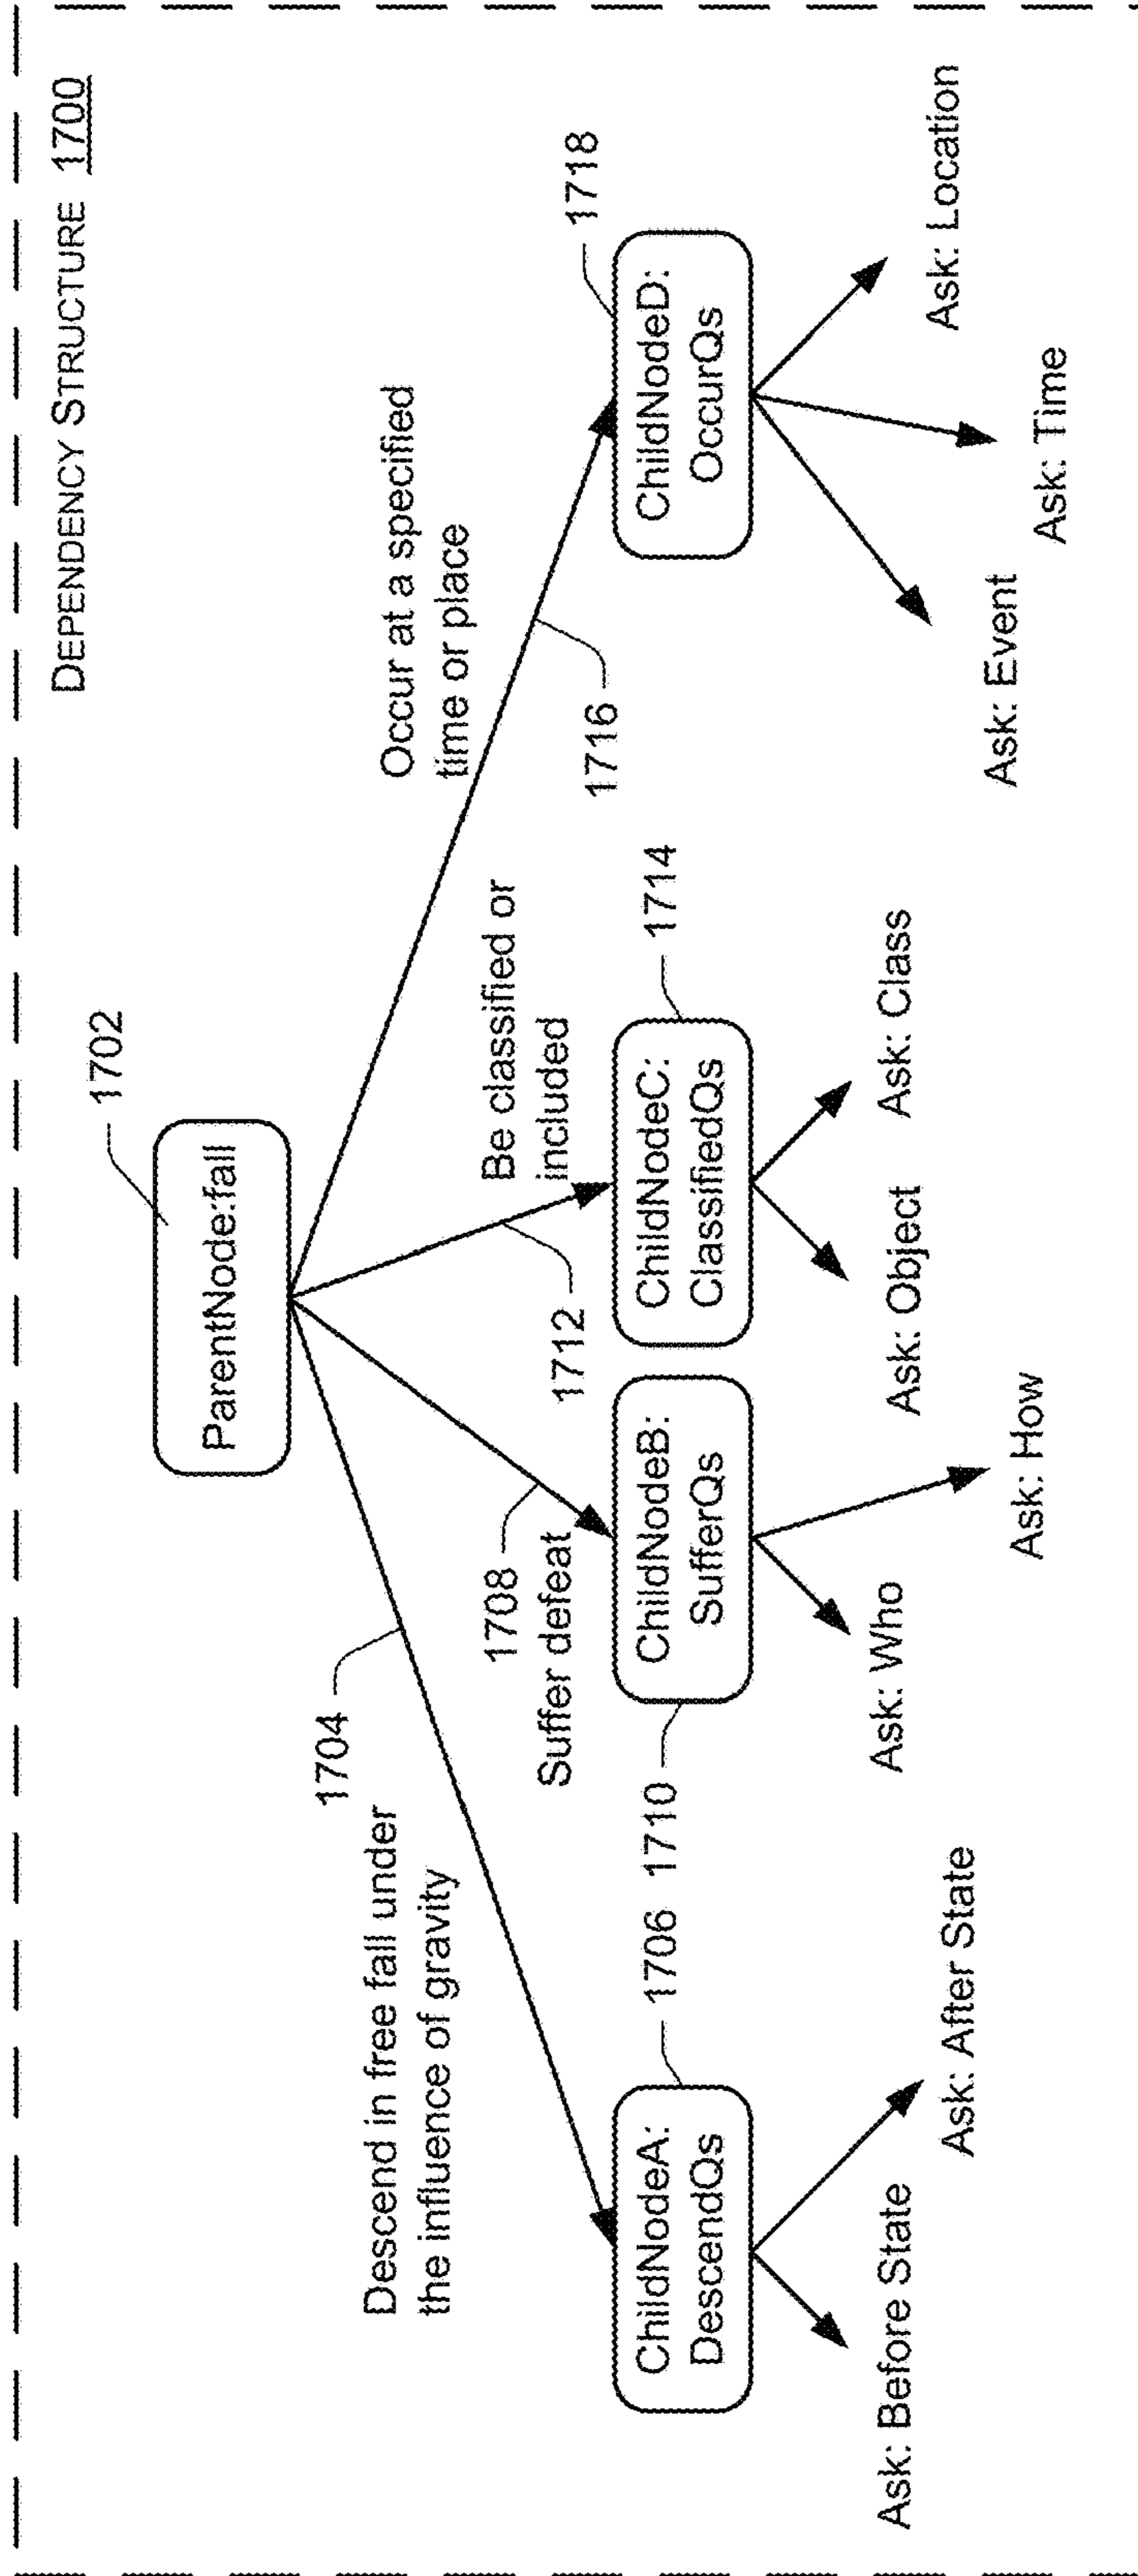 DEPENDENCY STRUCTURE 1700
1702
ParentNode:fall
1704
Descend in free fall under
the influence of gravity
1708
Suffer defeat
1712
Be classified or
included
Occur at a specified
time or place
1716
1706
ChildNodeA:
DescendQs
1710
ChildNodeB:
SufferQs
1714
ChildNodeC:
ClassifiedQs
1718
ChildNodeD:
OccurQs
Ask: Before State
Ask: After State
Ask: Who
Ask: How
Ask: Object
Ask: Class
Ask: Event
Ask: Time
Ask: Location